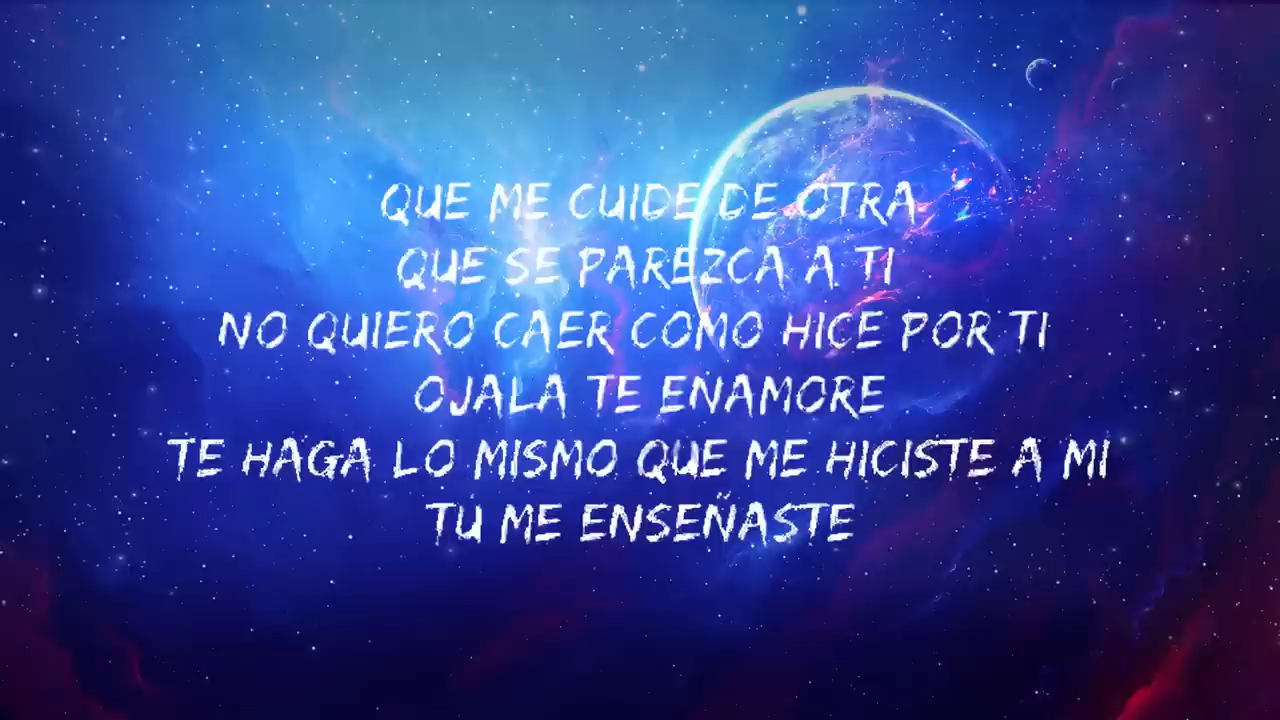 QUE ME CUIDE DE OTRA
QUE SE PAREZCA A TI
NO QUIERO CAER COMO HICE POR TI
OJALA TE ENAMORE
TE HAGA LO MISMO QUE ME HICISTE A MI
TU ME ENSEÑASTE